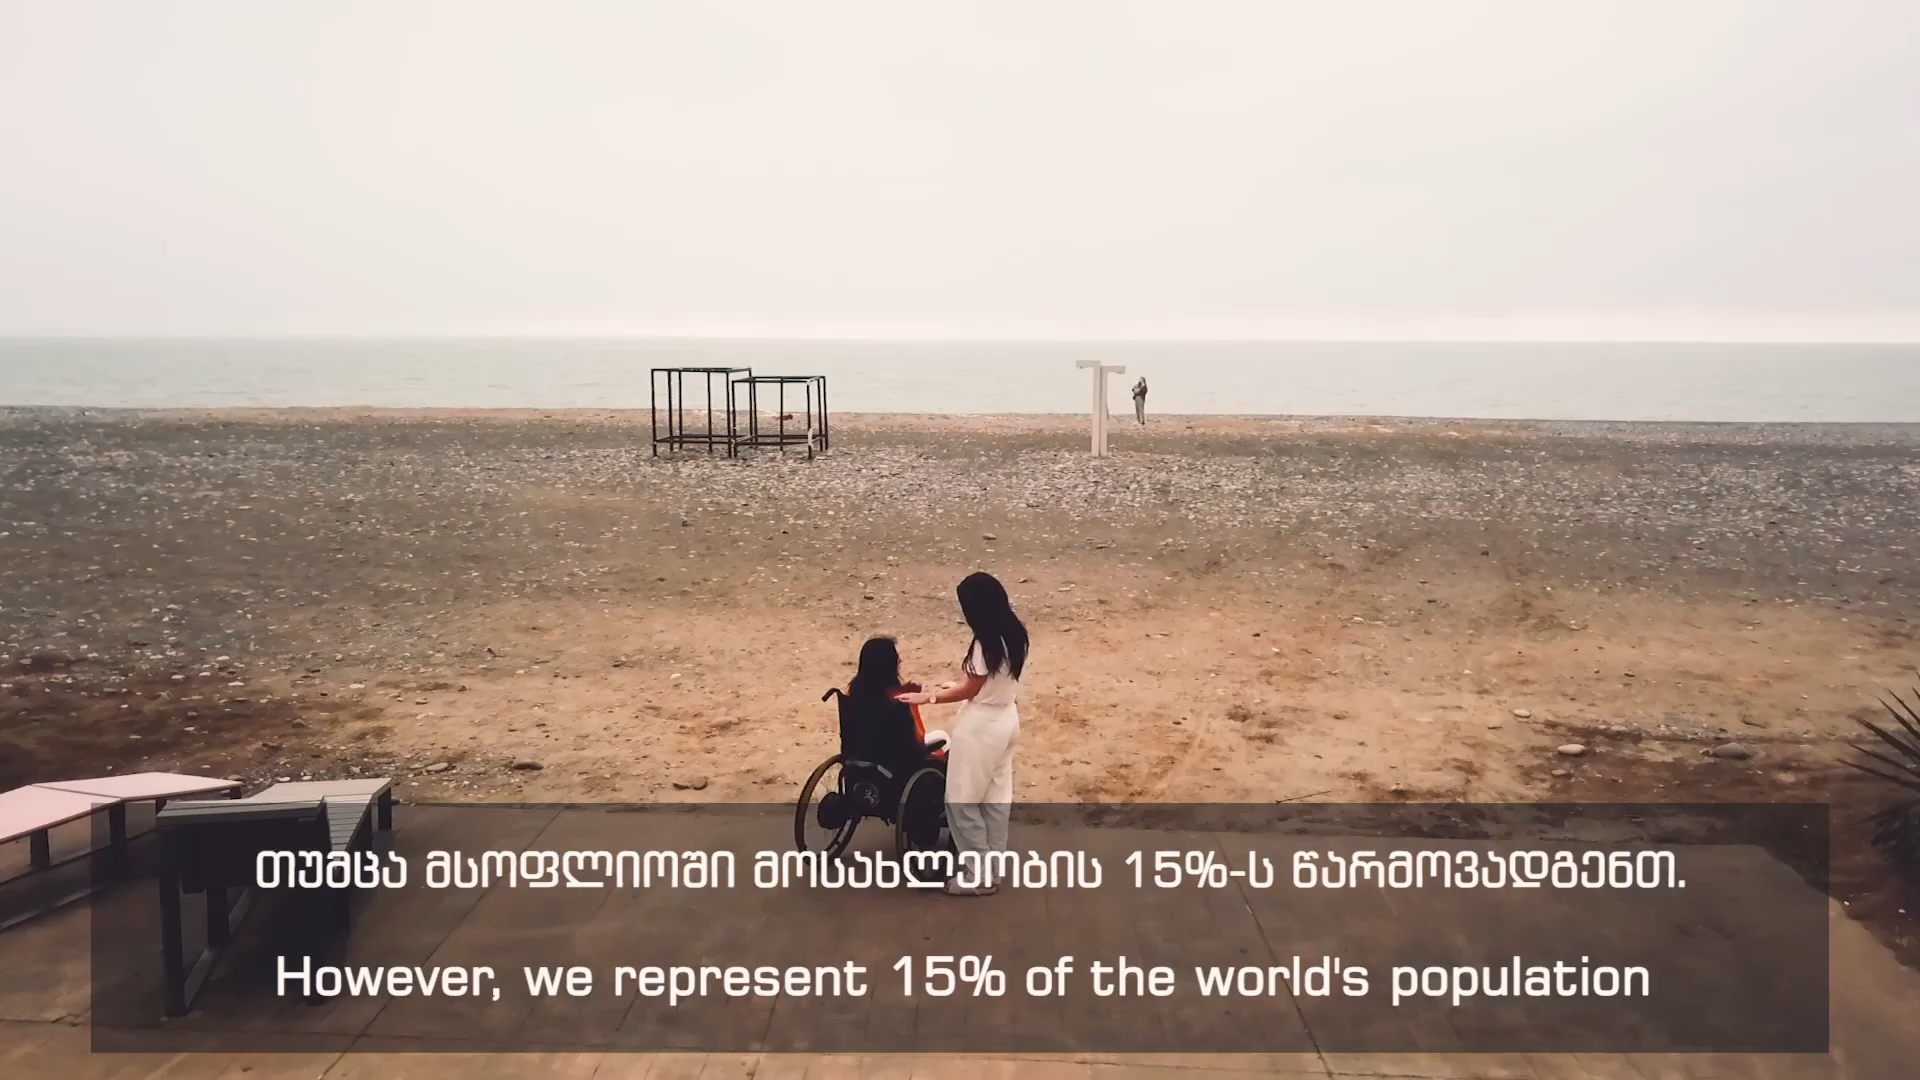 თუმცა მსოფლიოში მოსახლეობის 15%-ს წარმოვადგენთ.
However, we represent 15% of the world's population